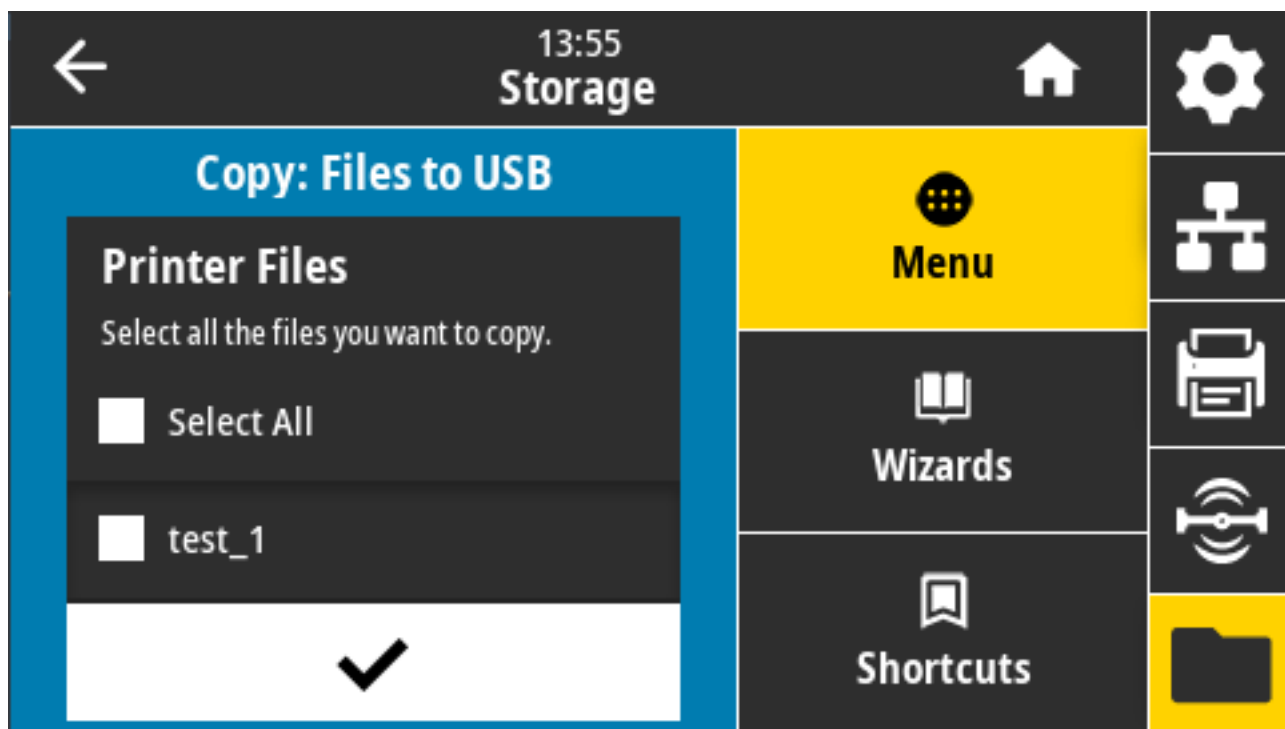 13:55
Storage
Copy: Files to USB
Printer Files
Select all the files you want to copy.
Select All
test_1
Menu
Wizards
Shortcuts